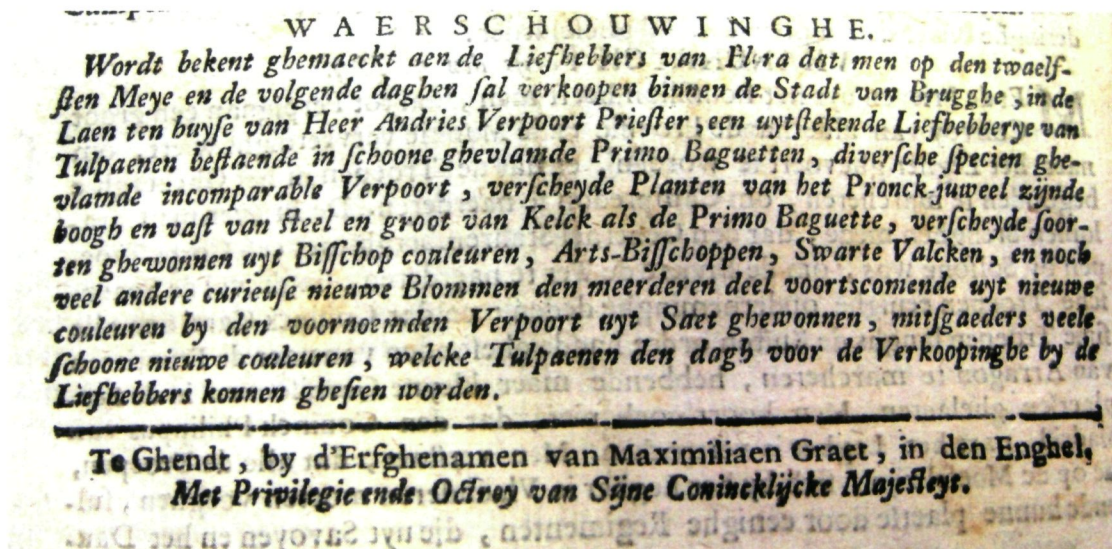 WAERSCHOUWINGHE.
Wordt bekent ghemaeckt aen de Liefhebbers van Flora dat men op den twaelf-
sten Meye en de volgende daghen sal verkoopen binnen de Stadt van Brugghe, in de
Laen ten huyse van Heer Andries Verpoort Priester, een uytstekende Liefhebberye van
Tulpaenen bestaende in schoone ghevlamde Primo Baguetten, diversche specien ghe-
vlamde incomparable Verpoort, verscheyde Planten van het Pronck-juweel zijnde
hoogh en vast van steel en groot van Kelck als de Primo Baguette, verscheyde soor-
ten ghewonnen uyt Bisschop couleuren, Arts-Bisschoppen, Swarte Valcken, en noch
veel andere curieuse nieuwe Blommen den meerderen deel voortscomende uyt nieuwe
couleuren by den voornoemden Verpoort uyt Saet ghewonnen, mitsgaeders veele
schoone nieuwe couleuren, welcke Tulpaenen den dagh voor de Verkoopinghe by de
Liefhebbers konnen ghesien worden.
Te Ghendt, by d'Erfghenamen van Maximiliaen Graet, in den Enghel,
Met Privilegie ende Octroy van Sijne Conincklijcke Majesteyt.